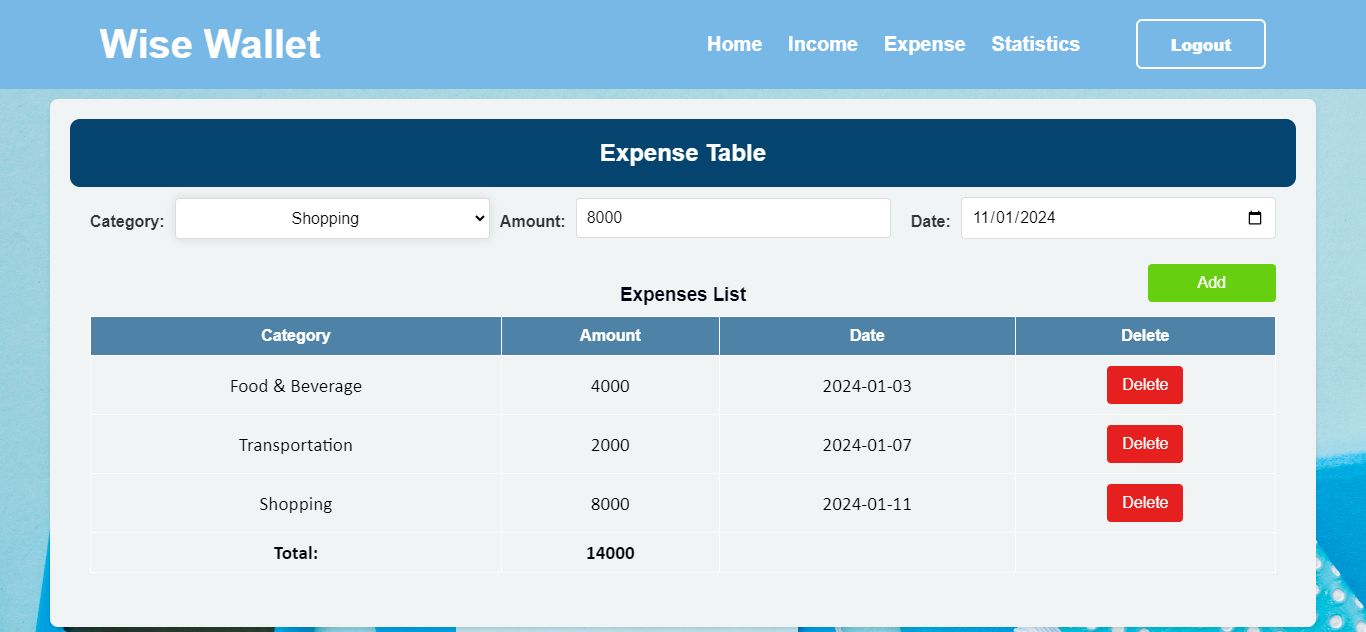 Wise Wallet
Home Income Expense Statistics Logout
Expense Table
Category: Shopping Amount: 8000 Date: 11/01/2024
Add
Expenses List
Category Amount Date Delete
Food & Beverage 4000 2024-01-03 Delete
Transportation 2000 2024-01-07 Delete
Shopping 8000 2024-01-11 Delete
Total: 14000